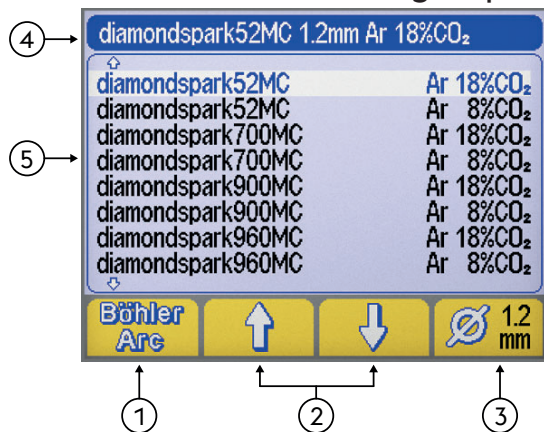 diamondspark52MC 1.2mm Ar 18%CO₂
diamondspark52MC Ar 18%CO₂
diamondspark52MC Ar 8%CO₂
diamondspark700MC Ar 18%CO₂
diamondspark700MC Ar 8%CO₂
diamondspark900MC Ar 18%CO₂
diamondspark900MC Ar 8%CO₂
diamondspark960MC Ar 18%CO₂
diamondspark960MC Ar 8%CO₂
Böhler
Arc
1.2
mm
4
5
1
2
3